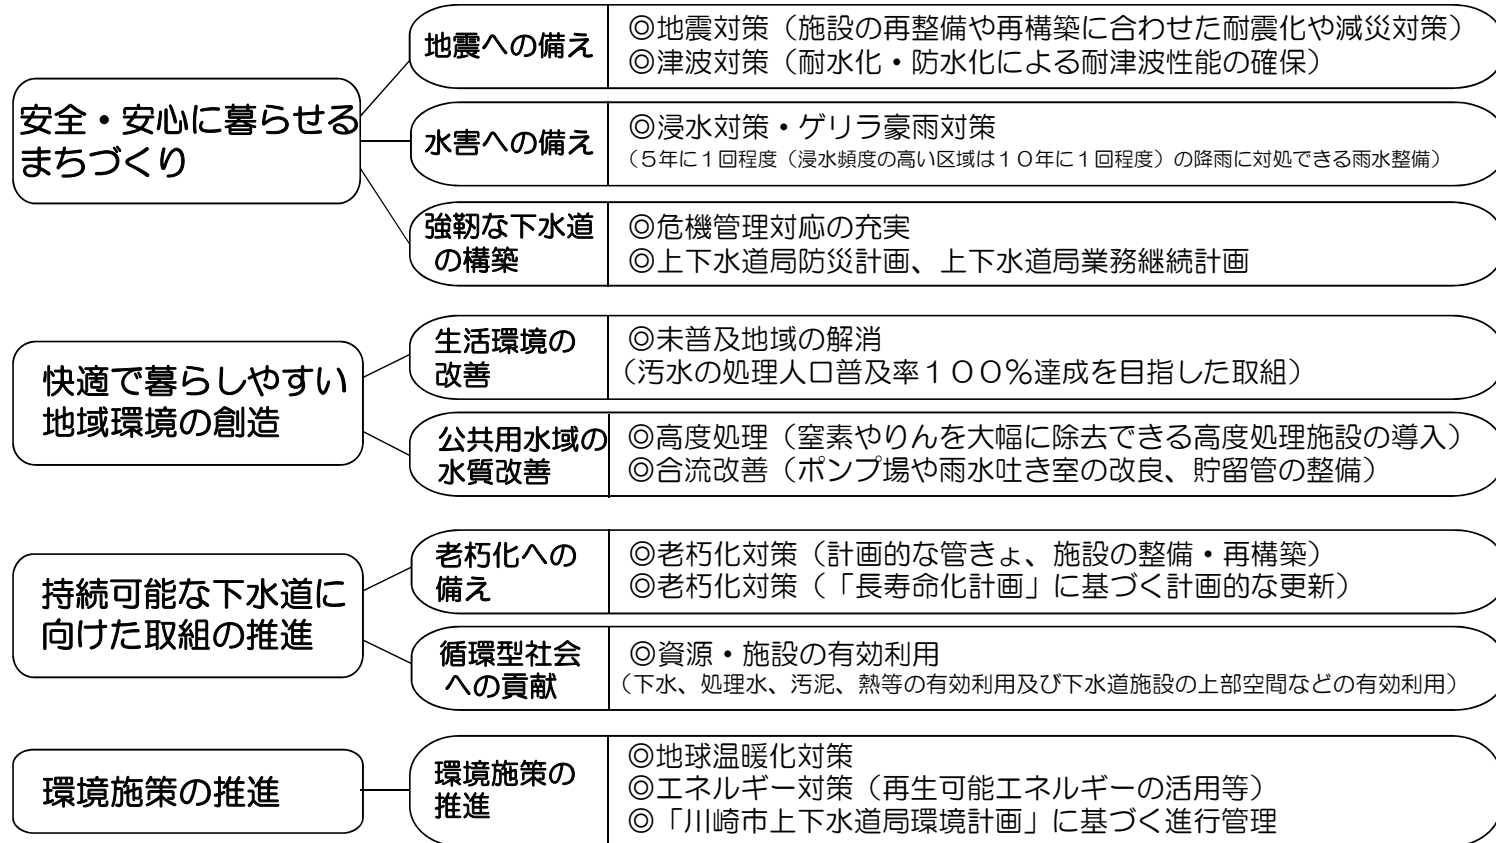 安全・安心に暮らせる
まちづくり
地震への備え
◎地震対策（施設の再整備や再構築に合わせた耐震化や減災対策）
◎津波対策（耐水化・防水化による耐津波性能の確保）
水害への備え
◎浸水対策・ゲリラ豪雨対策
（５年に１回程度（浸水頻度の高い区域は１０年に１回程度）の降雨に対処できる雨水整備）
強靭な下水道
の構築
◎危機管理対応の充実
◎上下水道局防災計画、上下水道局業務継続計画
快適で暮らしやすい
地域環境の創造
生活環境の
改善
◎未普及地域の解消
（汚水の処理人口普及率１００％達成を目指した取組）
公共用水域の
水質改善
◎高度処理（窒素やりんを大幅に除去できる高度処理施設の導入）
◎合流改善（ポンプ場や雨水吐き室の改良、貯留管の整備）
持続可能な下水道に
向けた取組の推進
老朽化への
備え
◎老朽化対策（計画的な管きょ、施設の整備・再構築）
◎老朽化対策（「長寿命化計画」に基づく計画的な更新）
循環型社会
への貢献
◎資源・施設の有効利用
（下水、処理水、汚泥、熱等の有効利用及び下水道施設の上部空間などの有効利用）
環境施策の推進
環境施策の
推進
◎地球温暖化対策
◎エネルギー対策（再生可能エネルギーの活用等）
◎「川崎市上下水道局環境計画」に基づく進行管理